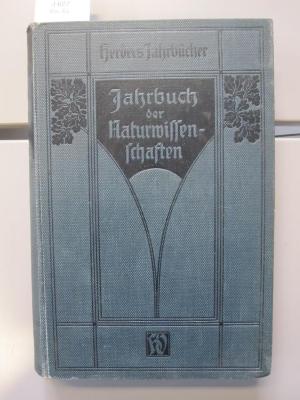 Herders Jahrbücher
Jahrbuch
der
Naturwissen-
schaften